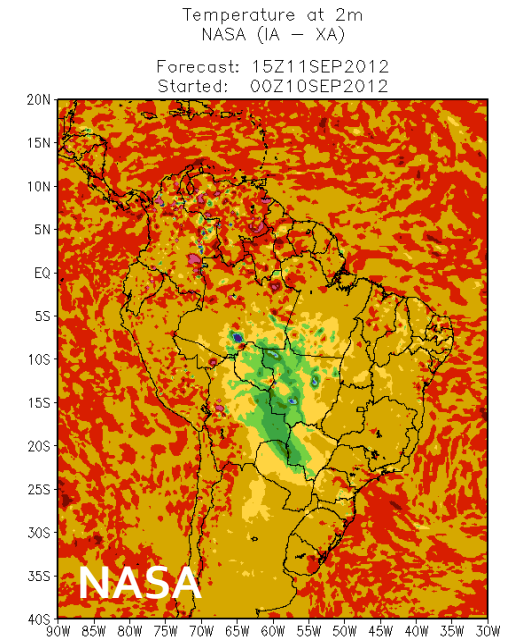 Temperature at 2m
NASA (IA – XA)
Forecast: 15Z11SEP2012
Started: 00Z10SEP2012
20N
15N
10N
5N
EQ
5S
10S
15S
20S
25S
30S
35S
40S
NASA
90W 85W 80W 75W 70W 65W 60W 55W 50W 45W 40W 35W 30W